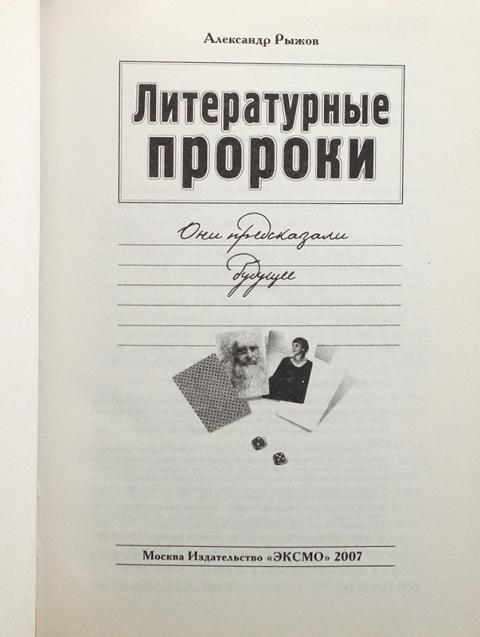 Александр Рыжов
Литературные
пророки
Они предсказали
будущее
Москва Издательство «ЭКСМО» 2007